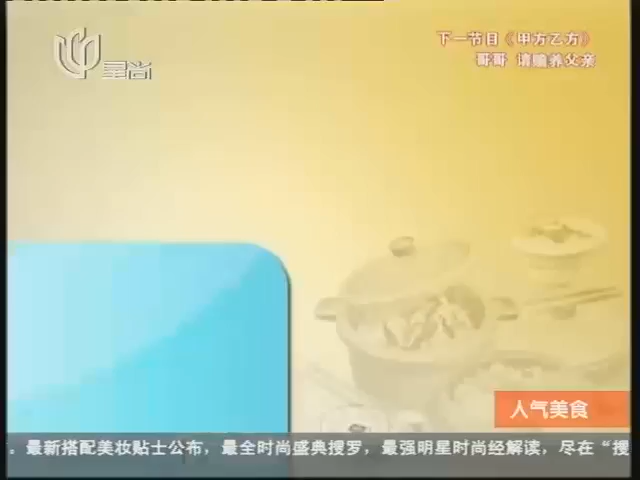 星尚
下一节目《甲方乙方》
哥哥 请赡养父亲
人气美食
。最新搭配美妆贴士公布，最全时尚盛典搜罗，最强明星时尚经解读，尽在“搜